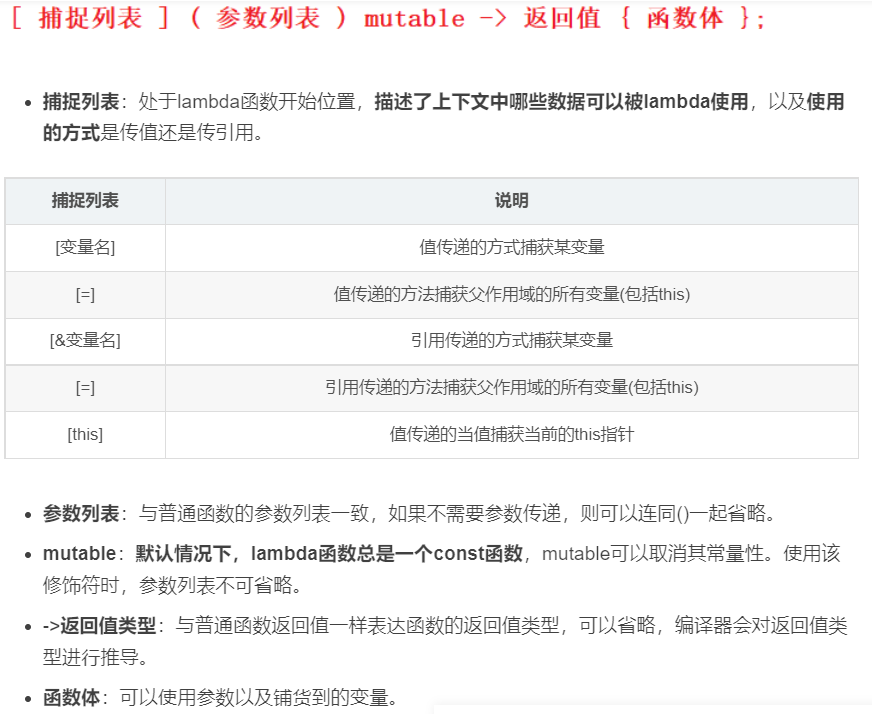 [ 捕捉列表 ] ( 参数列表 ) mutable -> 返回值 { 函数体 };
• 捕捉列表：处于lambda函数开始位置，描述了上下文中哪些数据可以被lambda使用，以及使用
的方式是传值还是传引用。
捕捉列表 说明
[变量名] 值传递的方式捕获某变量
[=] 值传递的方法捕获父作用域的所有变量(包括this)
[&变量名] 引用传递的方式捕获某变量
[=] 引用传递的方法捕获父作用域的所有变量(包括this)
[this] 值传递的当值捕获当前的this指针
• 参数列表：与普通函数的参数列表一致，如果不需要参数传递，则可以连同()一起省略。
• mutable：默认情况下，lambda函数总是一个const函数，mutable可以取消其常量性。使用该
修饰符时，参数列表不可省略。
• ->返回值类型：与普通函数返回值一样表达函数的返回值类型，可以省略，编译器会对返回值类
型进行推导。
• 函数体：可以使用参数以及铺货到的变量。